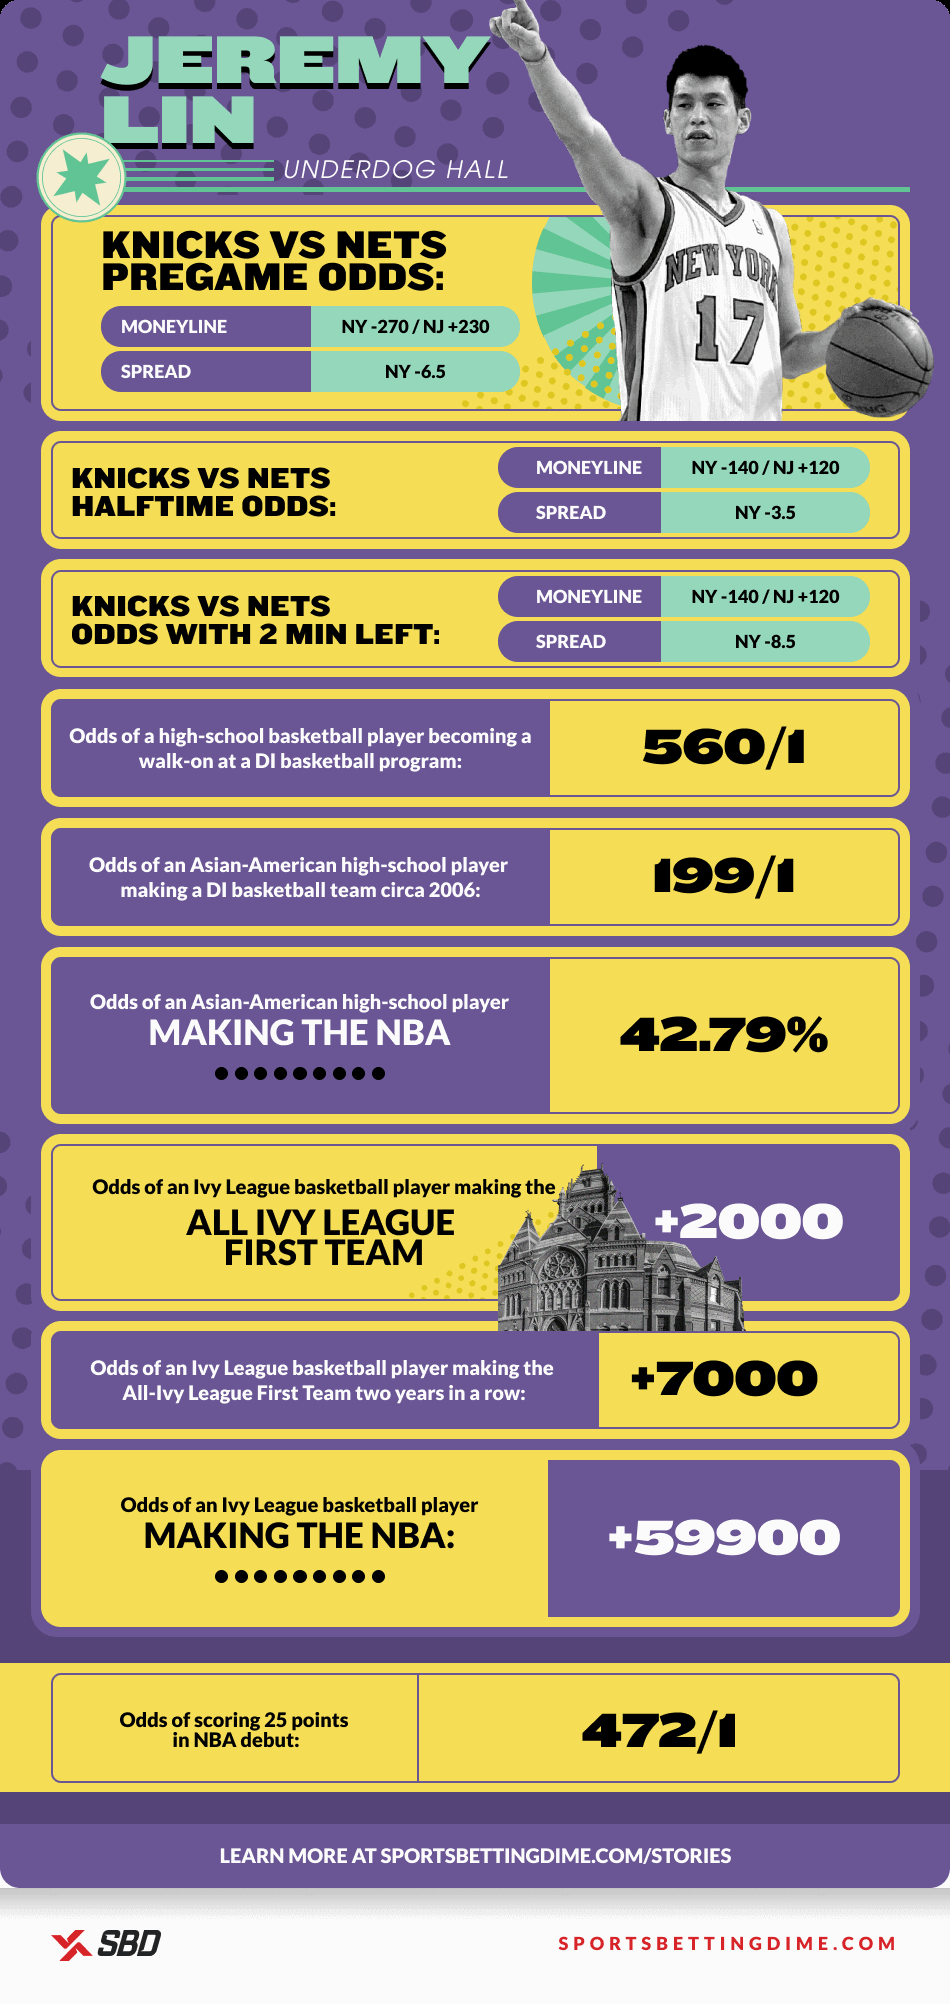 JEREMY
LIN
UNDERDOG HALL
KNICKS VS NETS
PREGAME ODDS:
MONEYLINE NY -270 / NJ +230
SPREAD NY -6.5
NEW YORK
17
KNICKS VS NETS
HALFTIME ODDS:
MONEYLINE NY -140 / NJ +120
SPREAD NY -3.5
KNICKS VS NETS
ODDS WITH 2 MIN LEFT:
MONEYLINE NY -140 / NJ +120
SPREAD NY -8.5
Odds of a high-school basketball player becoming a
walk-on at a DI basketball program:
560/1
Odds of an Asian-American high-school player
making a DI basketball team circa 2006:
199/1
Odds of an Asian-American high-school player
MAKING THE NBA
42.79%
Odds of an Ivy League basketball player making the
ALL IVY LEAGUE
FIRST TEAM
+2000
Odds of an Ivy League basketball player making the
All-Ivy League First Team two years in a row:
+7000
Odds of an Ivy League basketball player
MAKING THE NBA:
+59900
Odds of scoring 25 points
in NBA debut:
472/1
LEARN MORE AT SPORTSBETTINGDIME.COM/STORIES
SBD
SPORTSBETTINGDIME.COM